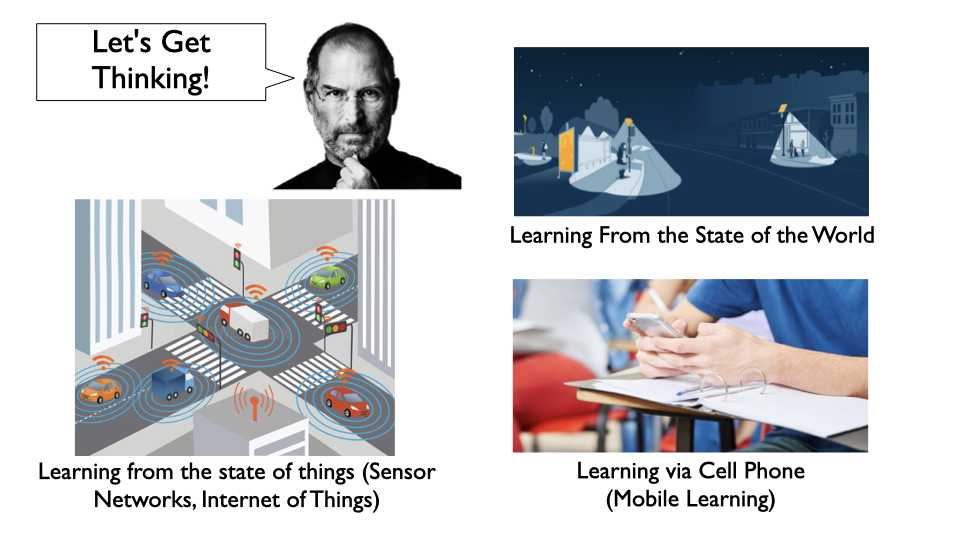 Let's Get
Thinking!
Learning From the State of the World
Learning from the state of things (Sensor
Networks, Internet of Things)
Learning via Cell Phone
(Mobile Learning)